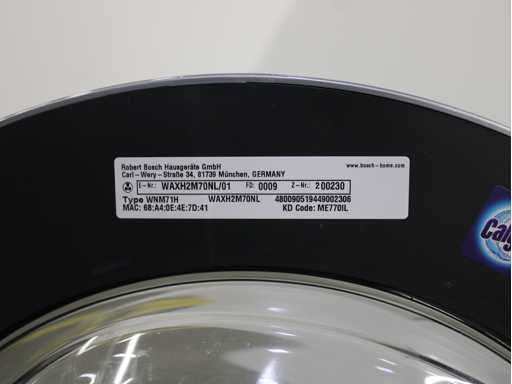 Robert Bosch Hausgeräte GmbH www.bosch-home.com
Carl-Wery-Straße 34, 81739 München, GERMANY
E-Nr.: WAXH2M70NL/01 FD: 0009 Z-Nr.: 200230
Type WNM71H WAXH2M70NL 480090519449002306
MAC: 68:A4:0E:4E:7D:41 KD Code: ME770IL